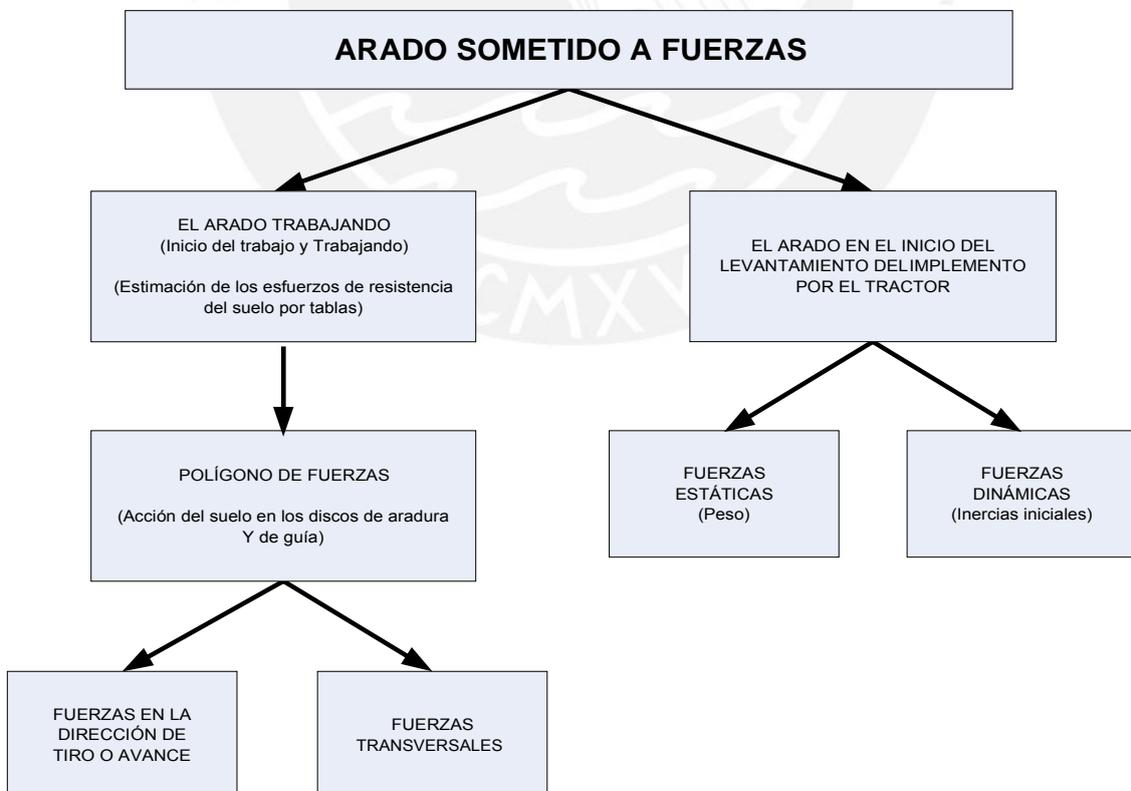 ARADO SOMETIDO A FUERZAS
EL ARADO TRABAJANDO
(Inicio del trabajo y Trabajando)
(Estimación de los esfuerzos de resistencia
del suelo por tablas)
EL ARADO EN EL INICIO DEL
LEVANTAMIENTO DELIMPLEMENTO
POR EL TRACTOR
CMXV
POLÍGONO DE FUERZAS
(Acción del suelo en los discos de aradura
Y de guía)
FUERZAS
ESTÁTICAS
(Peso)
FUERZAS
DINÁMICAS
(Inercias iniciales)
FUERZAS EN LA
DIRECCIÓN DE
TIRO O AVANCE
FUERZAS
TRANSVERSALES